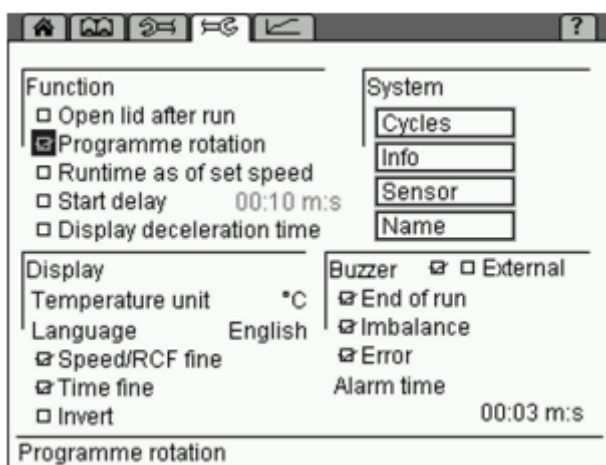 ?
Function
Open lid after run
Programme rotation
Runtime as of set speed
Start delay 00:10 m:s
Display deceleration time
System
Cycles
Info
Sensor
Name
Display
Temperature unit °C
Language English
Speed/RCF fine
Time fine
Invert
Buzzer External
End of run
Imbalance
Error
Alarm time
00:03 m:s
Programme rotation